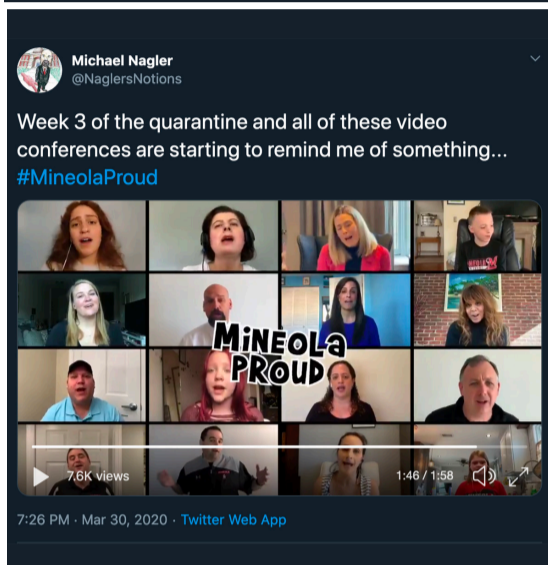 Michael Nagler
@NaglersNotions
Week 3 of the quarantine and all of these video
conferences are starting to remind me of something...
#MineolaProud
MiNEOLa
PROUD
7.6K views
1:46 / 1:58
7:26 PM · Mar 30, 2020 · Twitter Web App